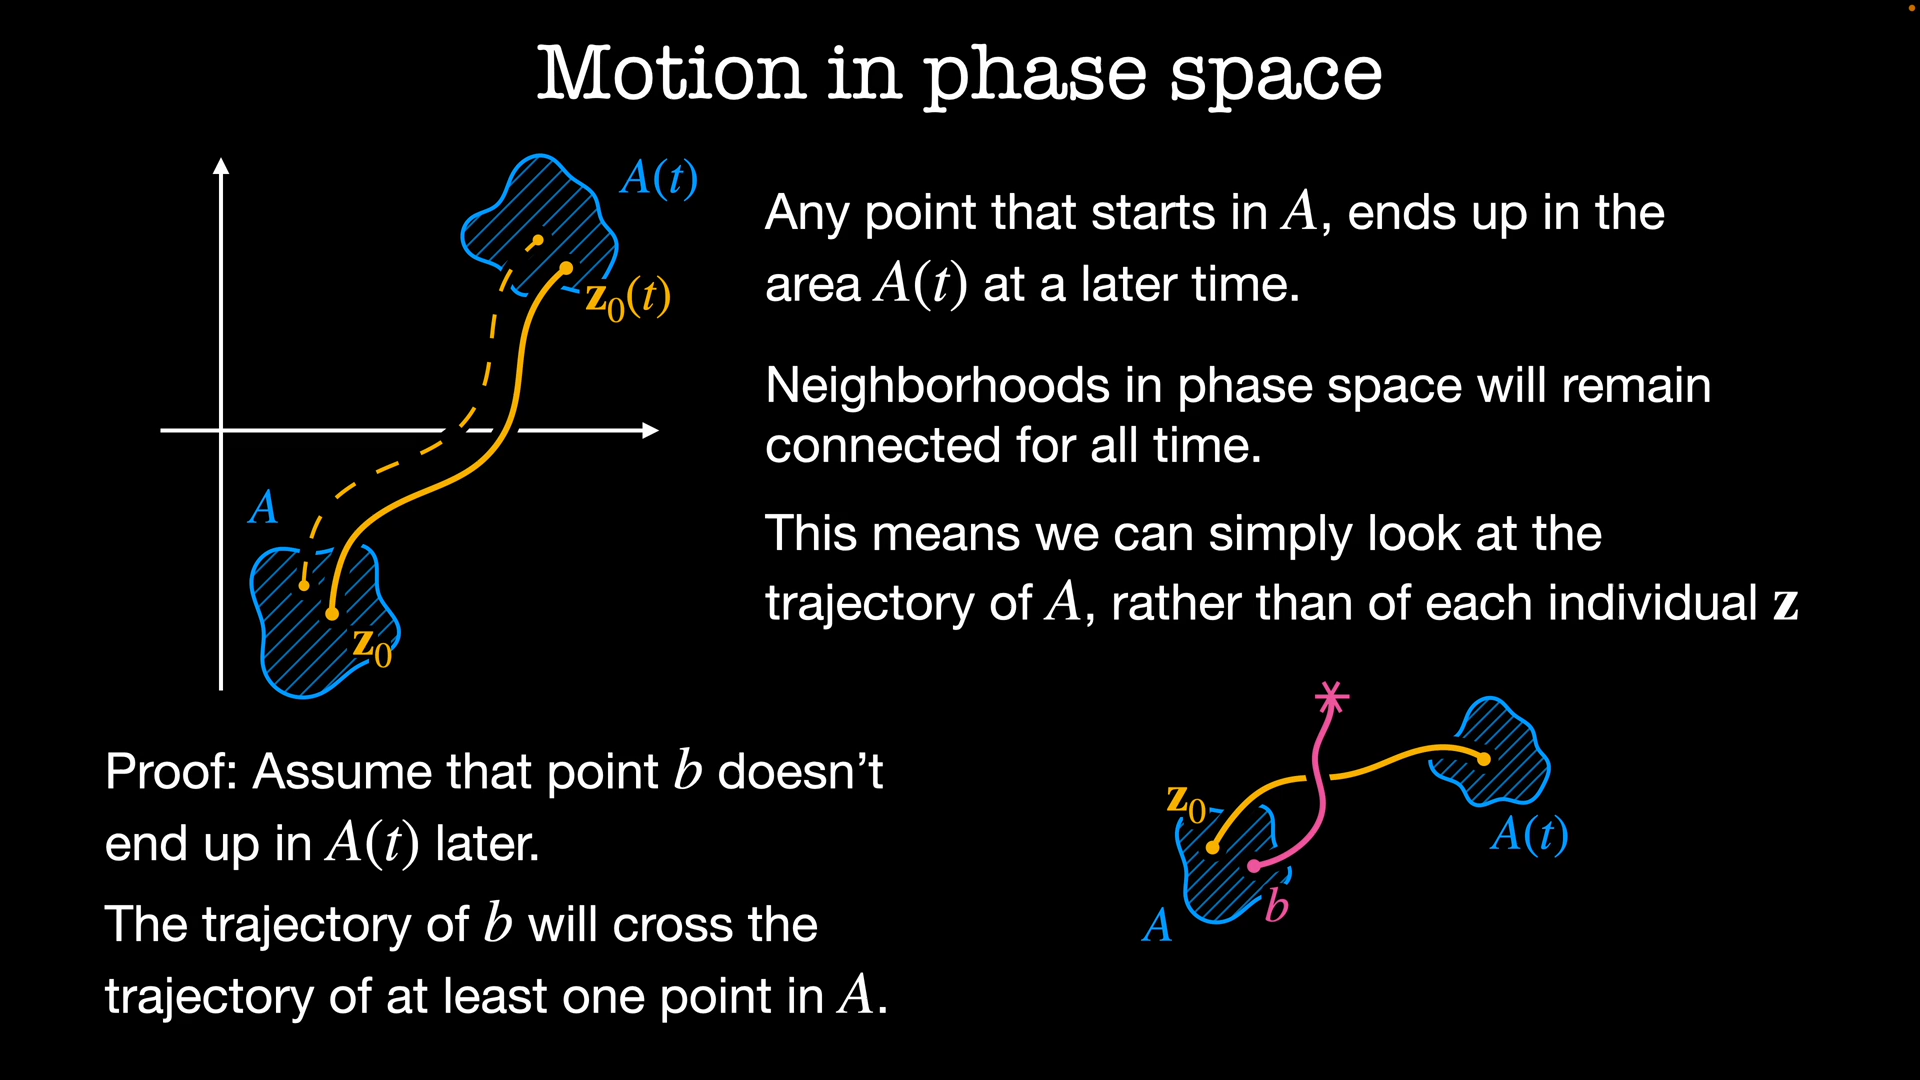 Motion in phase space
A(t)
z₀(t)
A
z₀
Any point that starts in A, ends up in the
area A(t) at a later time.
Neighborhoods in phase space will remain
connected for all time.
This means we can simply look at the
trajectory of A, rather than of each individual z
Proof: Assume that point b doesn’t
end up in A(t) later.
The trajectory of b will cross the
trajectory of at least one point in A.
z₀
A(t)
b
A